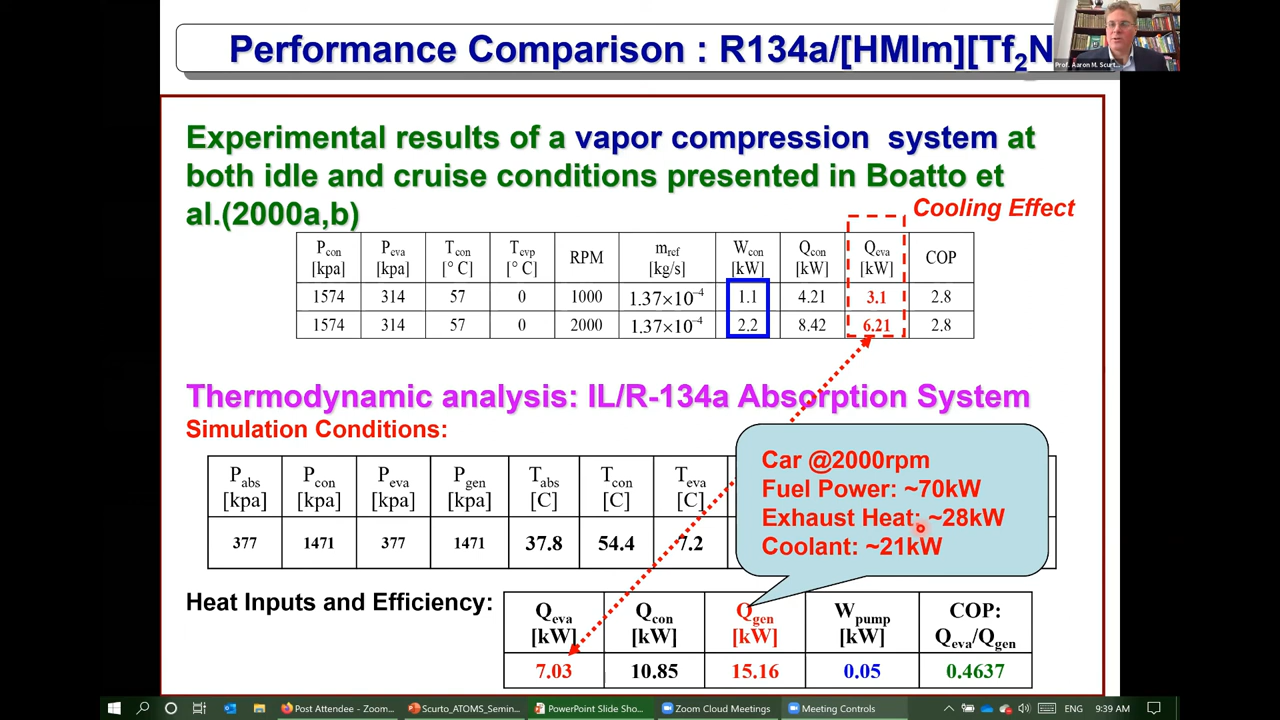 Performance Comparison : R134a/[HMIm][Tf2N
Prof. Aaron M. Scurt...
Experimental results of a vapor compression system at
both idle and cruise conditions presented in Boatto et
al.(2000a,b)
Cooling Effect
Pcon [kpa] Peva [kpa] Tcon [° C] Tevp [° C] RPM mref [kg/s] Wcon [kW] Qcon [kW] Qeva [kW] COP
1574 314 57 0 1000 1.37×10⁻⁴ 1.1 4.21 3.1 2.8
1574 314 57 0 2000 1.37×10⁻⁴ 2.2 8.42 6.21 2.8
Thermodynamic analysis: IL/R-134a Absorption System
Simulation Conditions:
Pabs [kpa] Pcon [kpa] Peva [kpa] Pgen [kpa] Tabs [C] Tcon [C] Teva [C]
377 1471 377 1471 37.8 54.4 7.2
Car @2000rpm
Fuel Power: ~70kW
Exhaust Heat: ~28kW
Coolant: ~21kW
Heat Inputs and Efficiency:
Qeva [kW] Qcon [kW] Qgen [kW] Wpump [kW] COP: Qeva/Qgen
7.03 10.85 15.16 0.05 0.4637
Post Attendee - Zoom... Scurto_ATOMS_Semin... PowerPoint Slide Sho... Zoom Cloud Meetings Meeting Controls ENG 9:39 AM